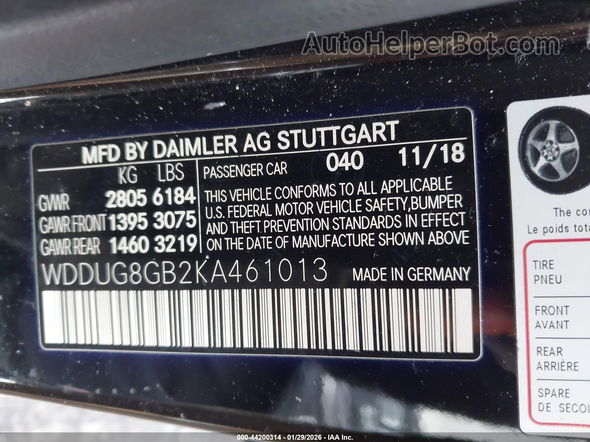 AutoHelperBot.com
MFD BY DAIMLER AG STUTTGART
KG LBS
GVWR 2805 6184
GAWR FRONT 1395 3075
GAWR REAR 1460 3219
PASSENGER CAR 040 11/18
THIS VEHICLE CONFORMS TO ALL APPLICABLE
U.S. FEDERAL MOTOR VEHICLE SAFETY,BUMPER
AND THEFT PREVENTION STANDARDS IN EFFECT
ON THE DATE OF MANUFACTURE SHOWN ABOVE
WDDUG8GB2KA461013 MADE IN GERMANY
The com
Le poids total
TIRE
PNEU
FRONT
AVANT
REAR
ARRIÈRE
SPARE
DE SECOU
000-44200314 - 01/29/2026 - IAA Inc.